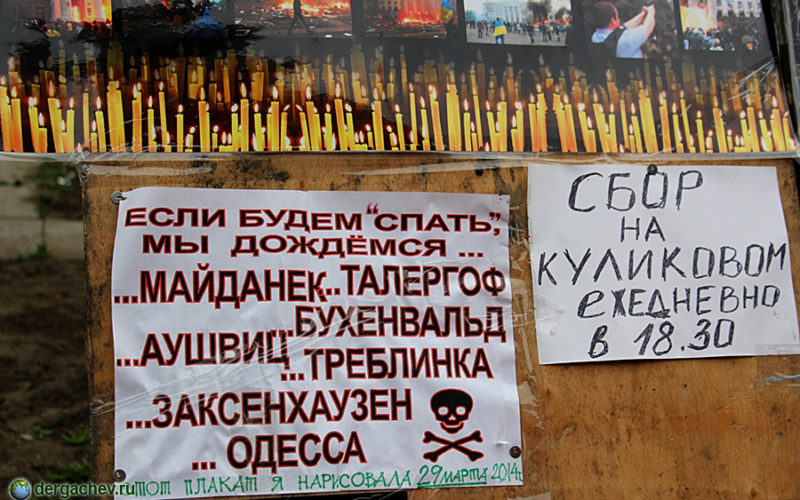 ЕСЛИ БУДЕМ “СПАТЬ”,
МЫ ДОЖДЁМСЯ ...
...МАЙДАНЕК
...ТАЛЕРГОФ
...БУХЕНВАЛЬД
...АУШВИЦ
...ТРЕБЛИНКА
...ЗАКСЕНХАУЗЕН
... ОДЕССА
ЭТОТ ПЛАКАТ Я НАРИСОВАЛА 29 МАРТА 2014г.
СБОР
НА
КУЛИКОВОМ
ЕЖЕДНЕВНО
В 18.30
dergachev.ru